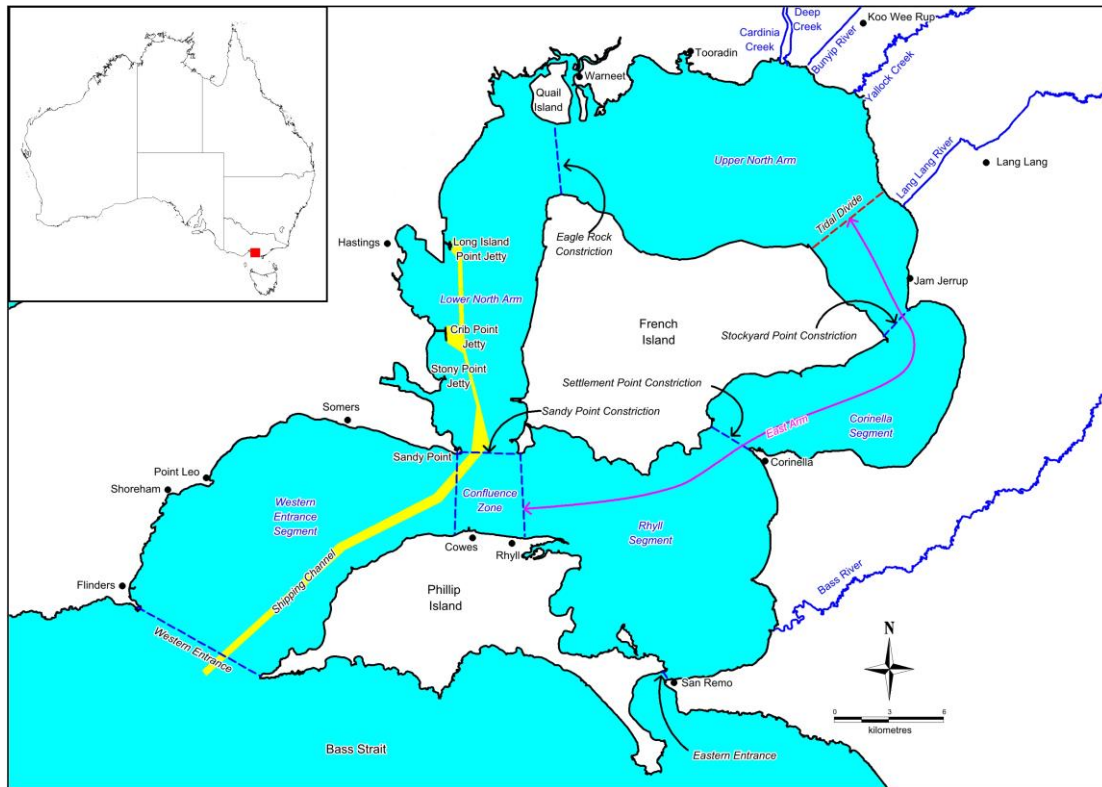 Deep
Creek
Koo Wee Rup
Cardinia
Creek
Bunyip River
Tooradin
Warneet
Yallock Creek
Quail
Island
Upper North Arm
Lang Lang River
Lang Lang
Tidal Divide
Eagle Rock
Constriction
Hastings
Long Island
Point Jetty
Jam Jerrup
Lower North Arm
Crib Point
Jetty
French
Island
Stockyard Point Constriction
Stony Point
Jetty
Settlement Point Constriction
Somers
Sandy Point Constriction
East Arm
Corinella
Segment
Sandy Point
Corinella
Point Leo
Shoreham
Western
Entrance
Segment
Confluence
Zone
Rhyll
Segment
Cowes
Rhyll
Flinders
Shipping Channel
Phillip
Island
Bass River
Western Entrance
N
San Remo
0 3 6
kilometres
Bass Strait
Eastern Entrance